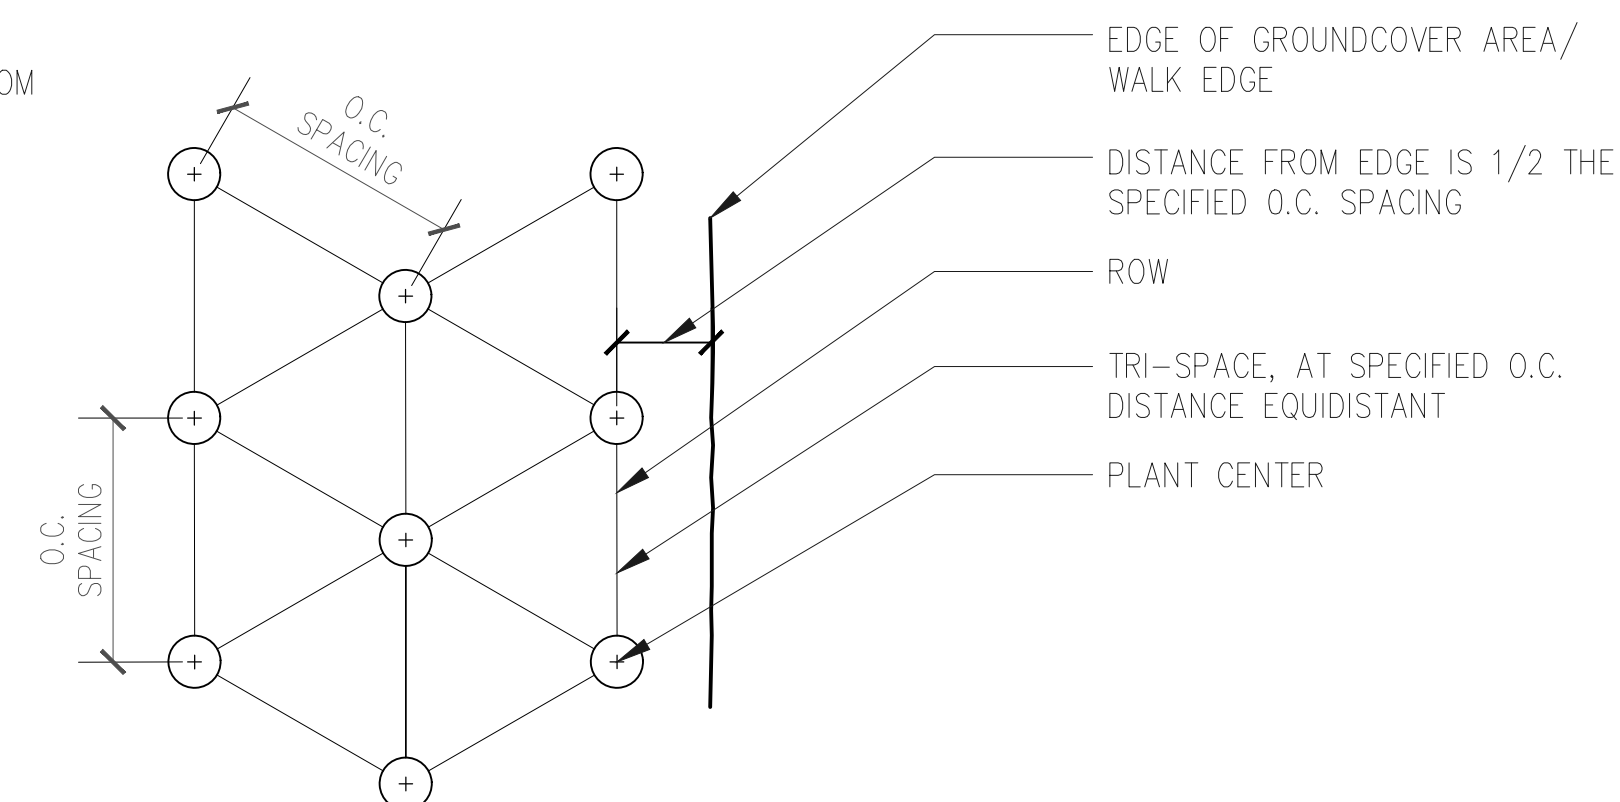 OM
O.C.
SPACING
EDGE OF GROUNDCOVER AREA/
WALK EDGE
DISTANCE FROM EDGE IS 1/2 THE
SPECIFIED O.C. SPACING
ROW
TRI-SPACE, AT SPECIFIED O.C.
DISTANCE EQUIDISTANT
PLANT CENTER
O.C.
SPACING